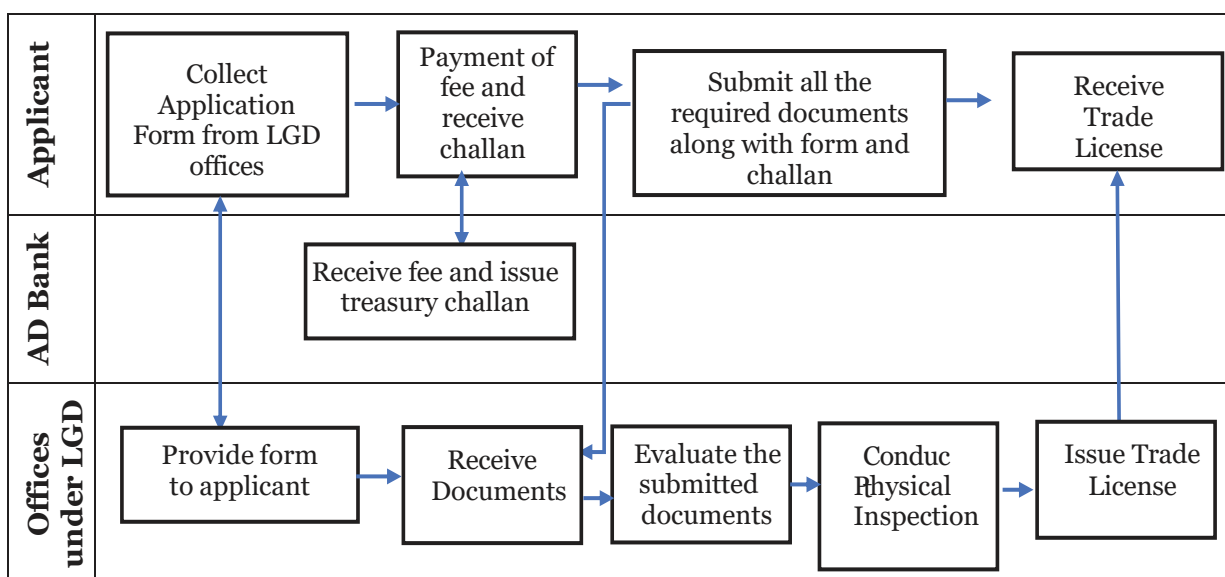 Applicant
Collect
Application
Form from LGD
offices
Payment of
fee and
receive
challan
Submit all the
required documents
along with form and
challan
Receive
Trade
License
AD Bank
Receive fee and issue
treasury challan
Offices
under LGD
Provide form
to applicant
Receive
Documents
Evaluate the
submitted
documents
Conduc
t
Physical
Inspection
Issue Trade
License